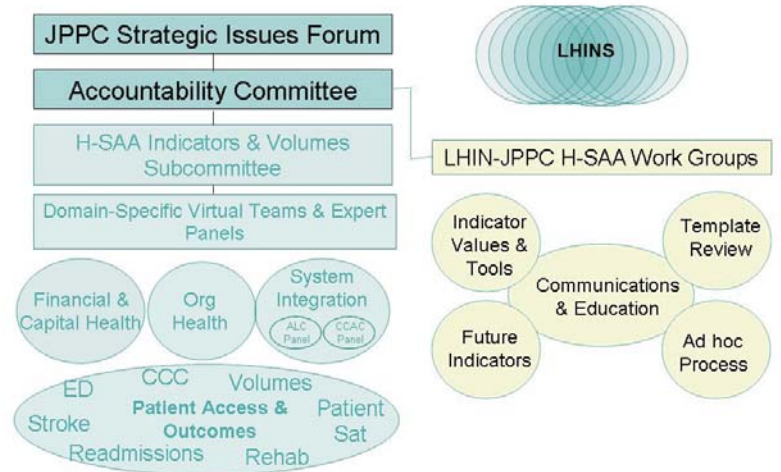 JPPC Strategic Issues Forum
LHINS
Accountability Committee
H-SAA Indicators & Volumes
Subcommittee
LHIN-JPPC H-SAA Work Groups
Domain-Specific Virtual Teams & Expert
Panels
Indicator
Values &
Tools
Template
Review
Communications
& Education
Future
Indicators
Ad hoc
Process
Financial &
Capital Health
Org
Health
System
Integration
ALC
Panel
CCAC
Panel
ED
CCC
Volumes
Stroke
Patient Access &
Outcomes
Patient
Sat
Readmissions
Rehab